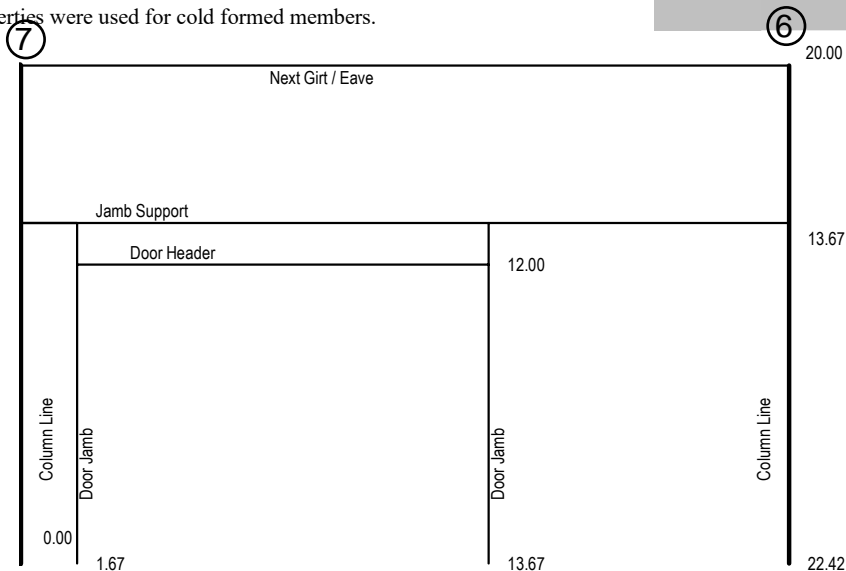 were used for cold formed members.
7
6
20.00
Next Girt / Eave
Jamb Support
13.67
Door Header
12.00
Column Line
Door Jamb
Door Jamb
Column Line
0.00
1.67
13.67
22.42